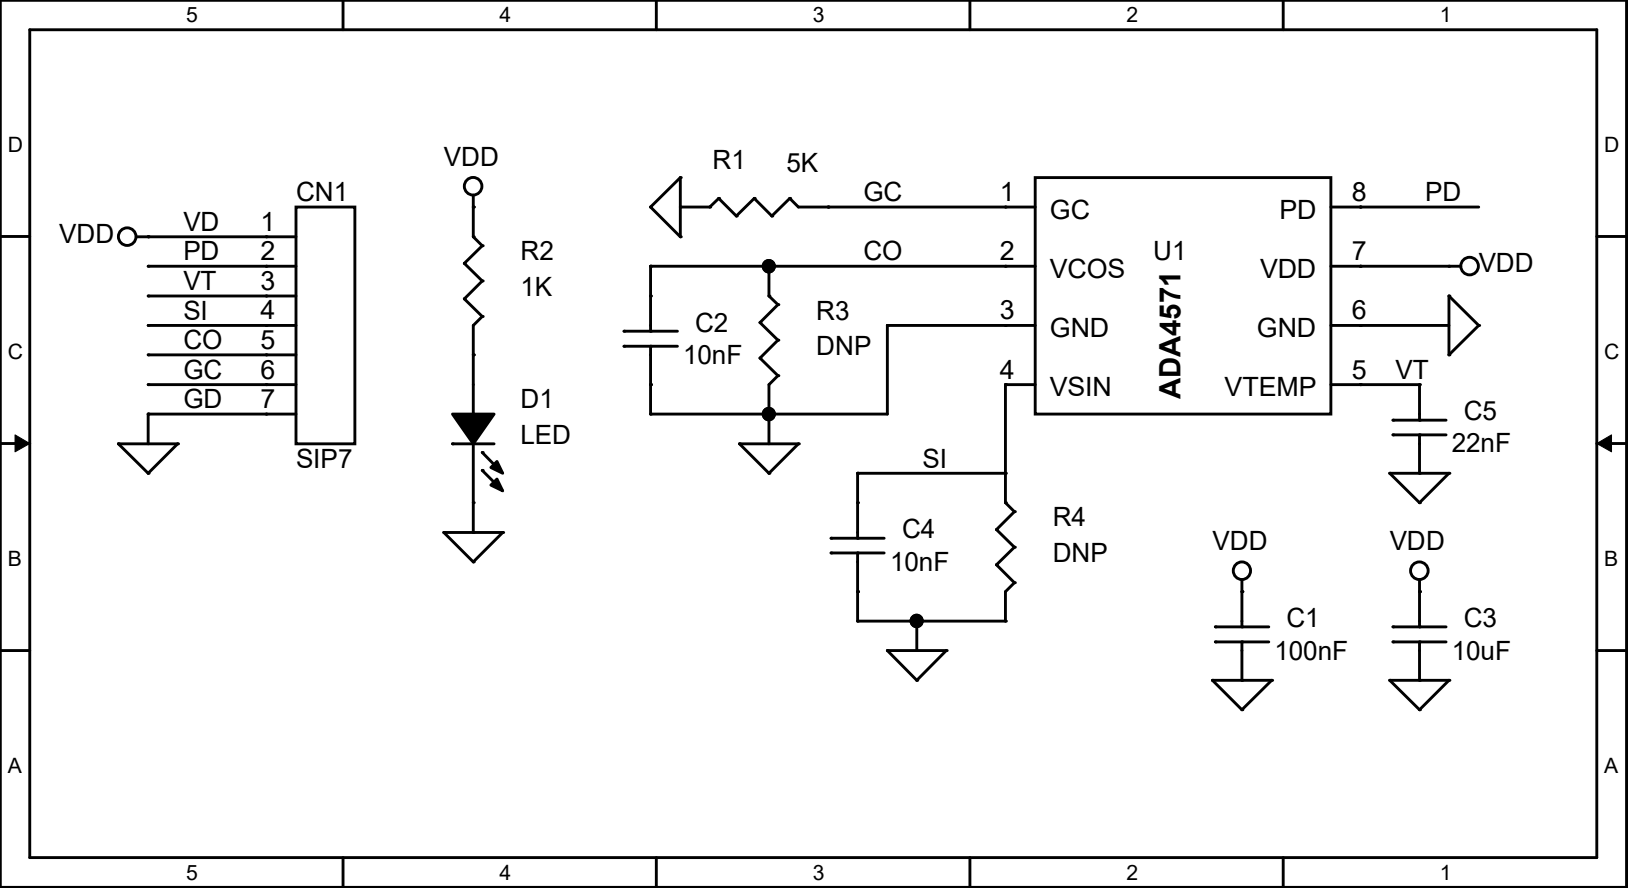 5 4 3 2 1
D
D
C
C
B
B
A
A
CN1
VDD
VD 1
PD 2
VT 3
SI 4
CO 5
GC 6
GD 7
SIP7
VDD
R2
1K
D1
LED
R1 5K
GC 1
CO 2
3
4
C2
10nF
R3
DNP
SI
C4
10nF
R4
DNP
GC
VCOS
GND
VSIN
U1
ADA4571
PD
VDD
GND
VTEMP
8 PD
7 VDD
6
5 VT
C5
22nF
VDD
C1
100nF
VDD
C3
10uF
5 4 3 2 1